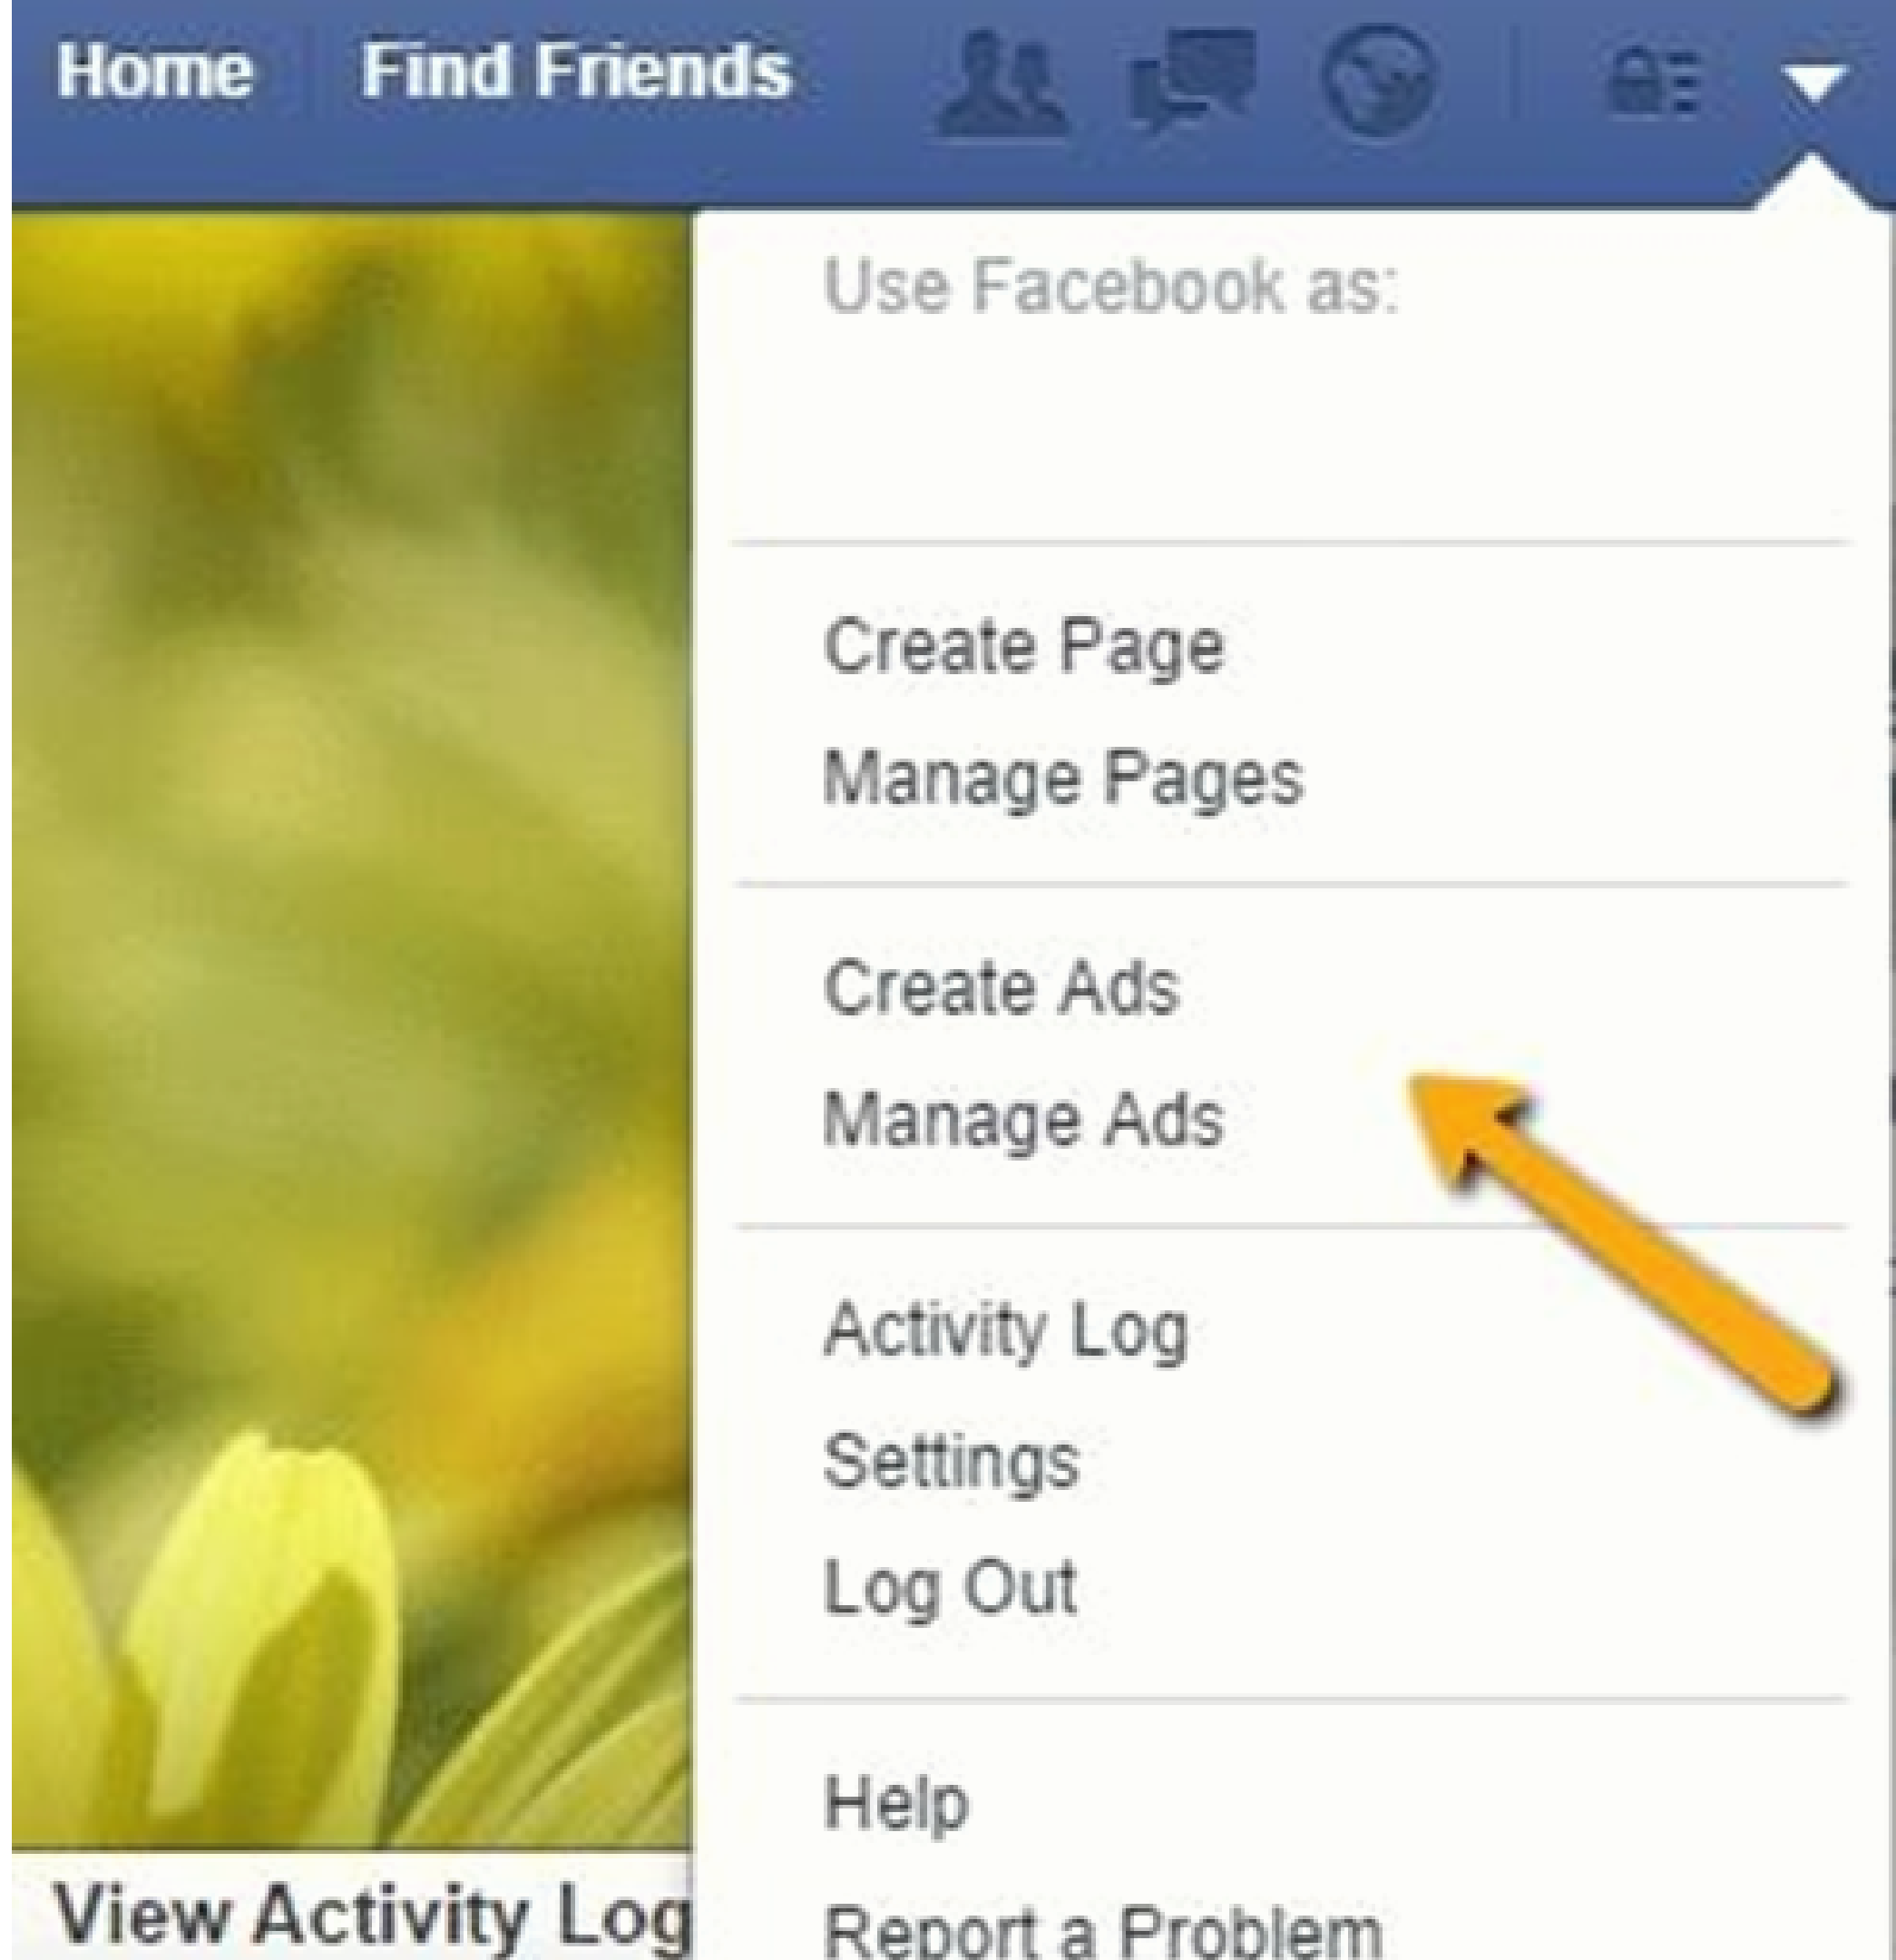 Home Find Friends
Use Facebook as:
Create Page
Manage Pages
Create Ads
Manage Ads
Activity Log
Settings
Log Out
Help
View Activity Log
Report a Problem